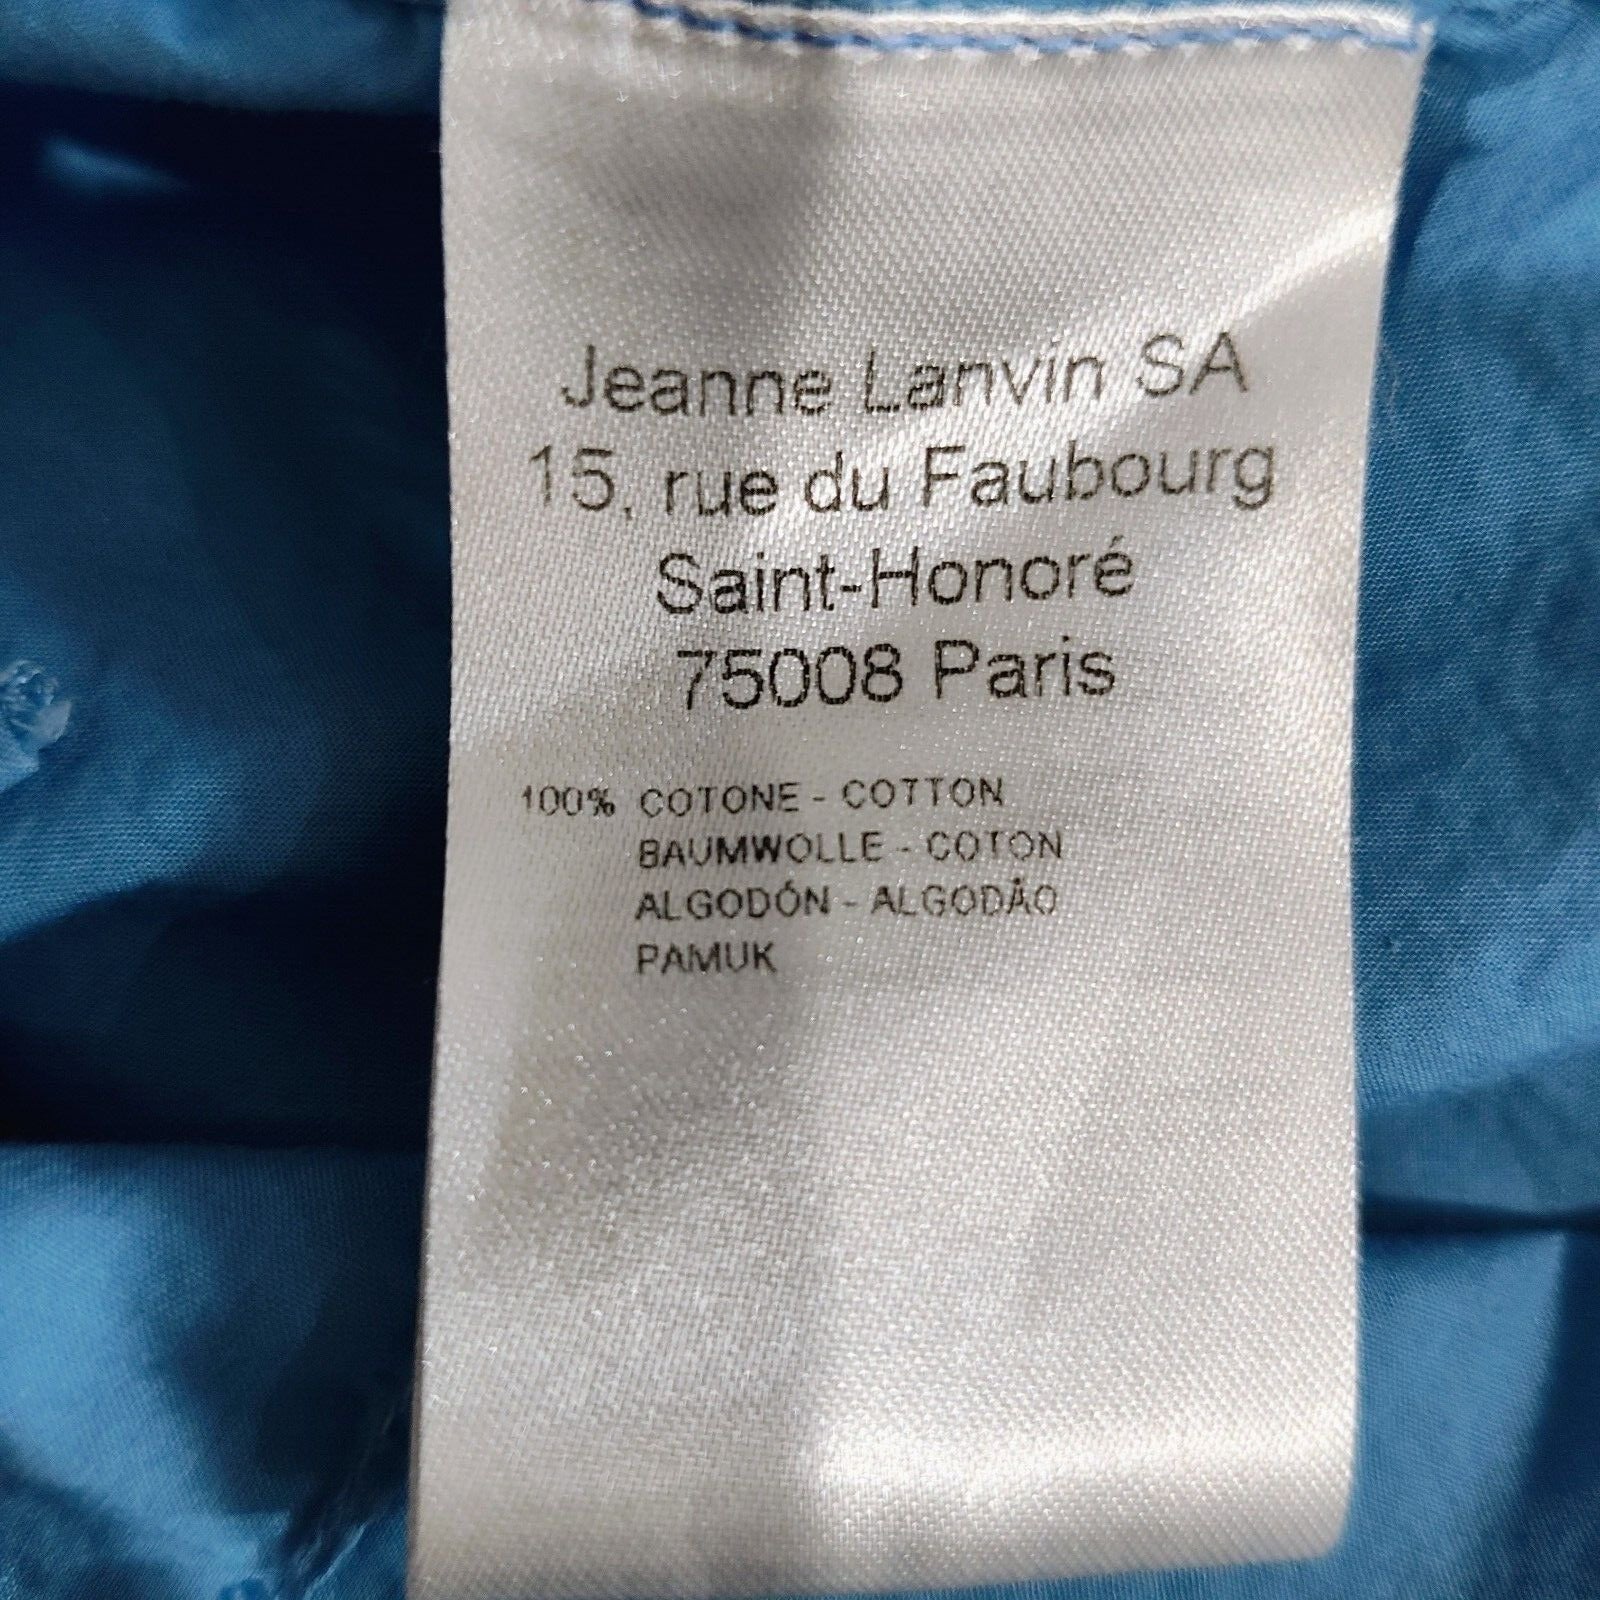 Jeanne Lanvin SA
15, rue du Faubourg
Saint-Honoré
75008 Paris
100% COTONE - COTTON
BAUMWOLLE - COTON
ALGODÓN - ALGODÃO
PAMUK